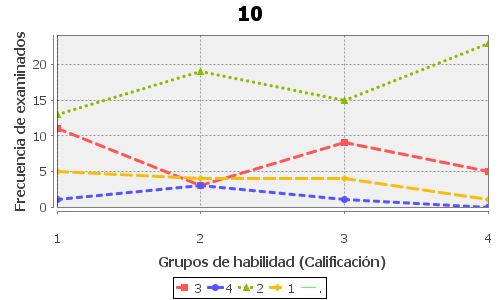 10
Frecuencia de examinados
20
15
10
5
0
1 2 3 4
Grupos de habilidad (Calificación)
3 4 2 1 .